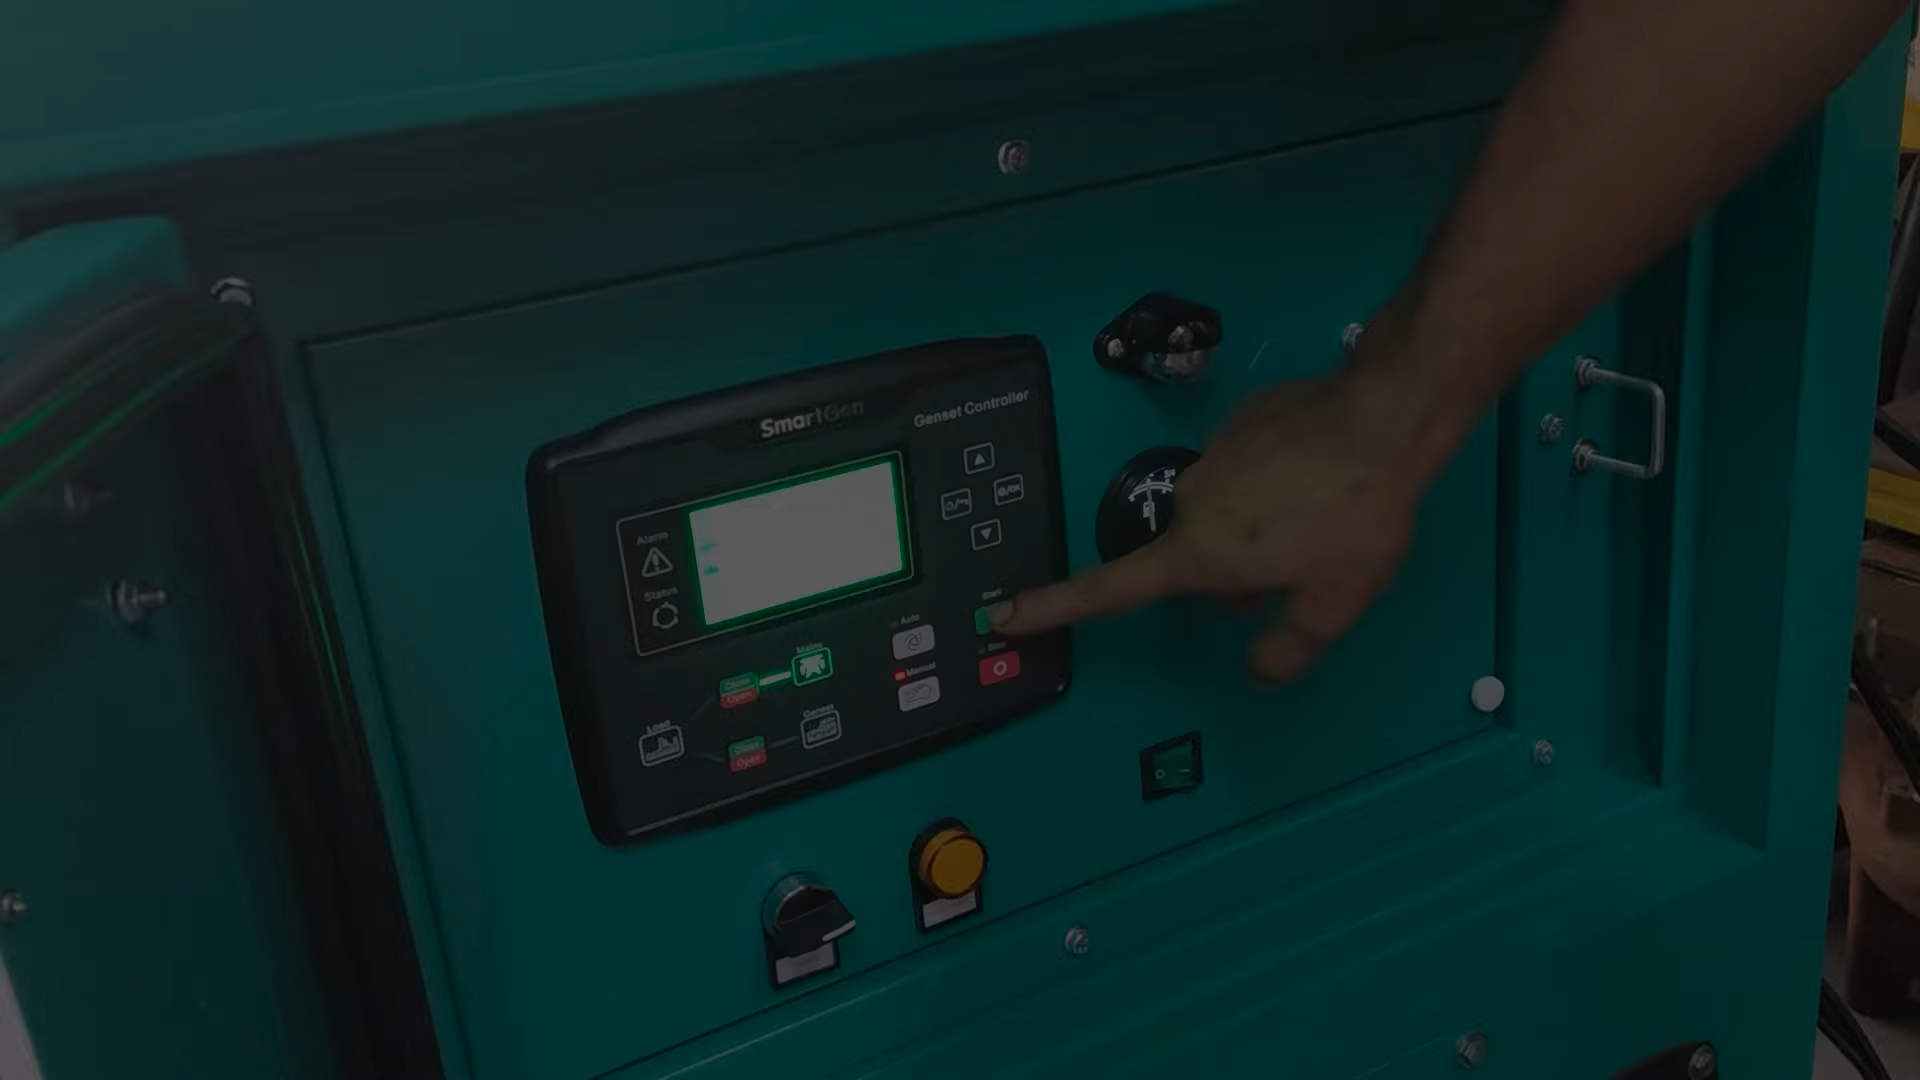 SmartGen
Genset Controller
Alarm
Status
Start
Auto
Stop
Mains
Manual
Close
Open
Genset
Load
Close
Open